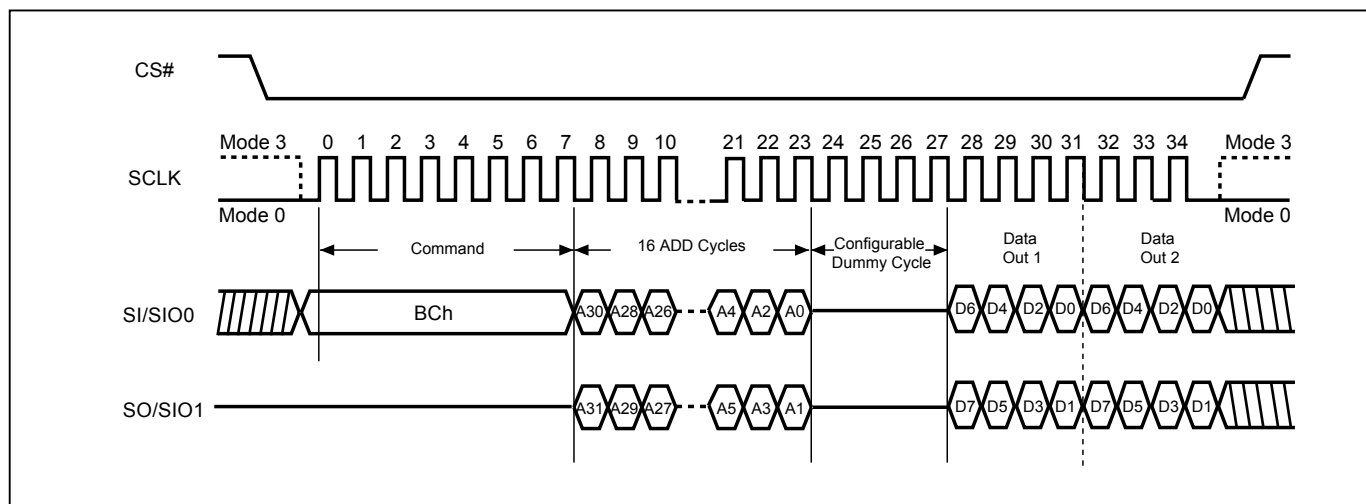 CS#
Mode 3 0 1 2 3 4 5 6 7 8 9 10 21 22 23 24 25 26 27 28 29 30 31 32 33 34 Mode 3
SCLK
Mode 0 Mode 0
Command 16 ADD Cycles Configurable Dummy Cycle Data Out 1 Data Out 2
SI/SIO0 BCh A30 A28 A26 A4 A2 A0 D6 D4 D2 D0 D6 D4 D2 D0
SO/SIO1 A31 A29 A27 A5 A3 A1 D7 D5 D3 D1 D7 D5 D3 D1